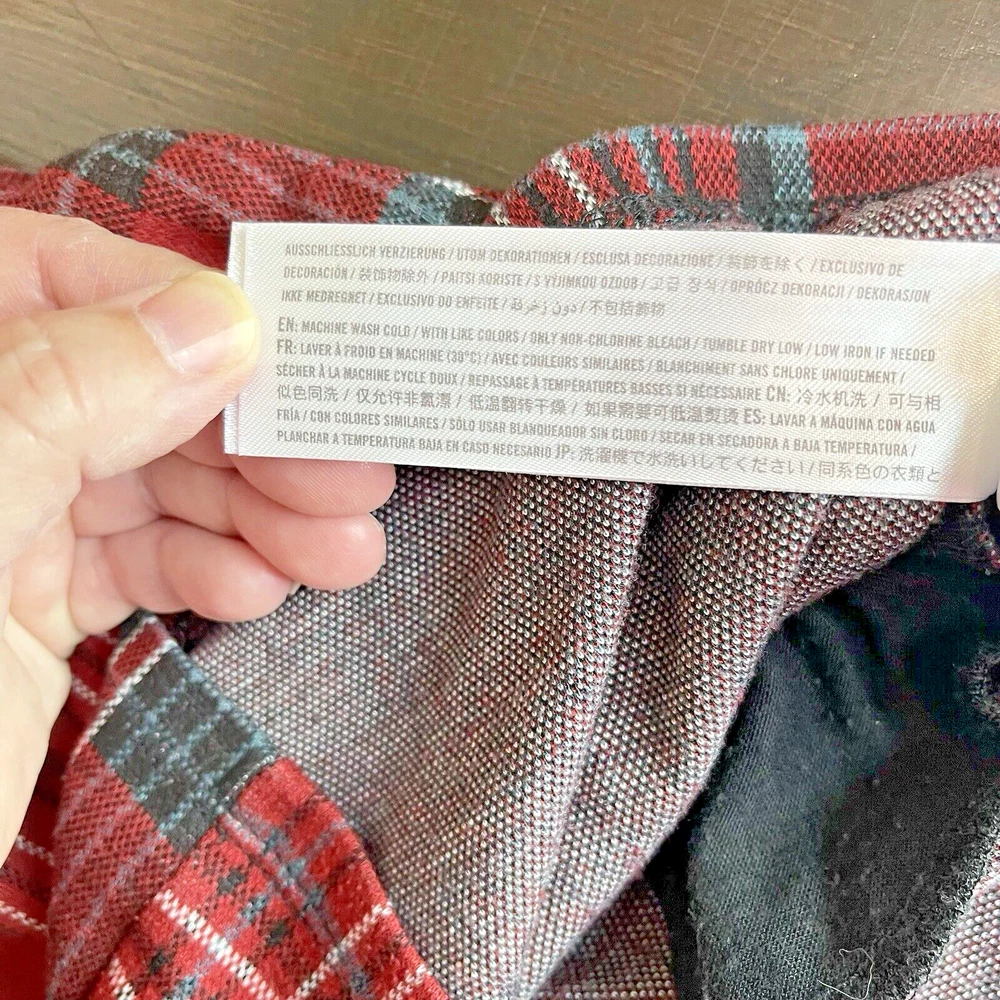 AUSSCHLIESSLICH VERZIERUNG / UTOM DEKORATIONEN / ESCLUSA DECORAZIONE / 装飾を除く / EXCLUSIVO DE
DECORACIÓN / 装饰物除外 / PAITSI KORISTE / S VÝJIMKOU OZDOB / 고급 장식 / OPRÓCZ DEKORACJI / DEKORASJON
IKKE MEDREGNET / EXCLUSIVO DO ENFEITE / دون زخرفة / 不包括飾物
EN: MACHINE WASH COLD / WITH LIKE COLORS / ONLY NON-CHLORINE BLEACH / TUMBLE DRY LOW / LOW IRON IF NEEDED
FR: LAVER À FROID EN MACHINE (30°C) / AVEC COULEURS SIMILAIRES / BLANCHIMENT SANS CHLORE UNIQUEMENT /
SÉCHER À LA MACHINE CYCLE DOUX / REPASSAGE À TEMPÉRATURES BASSES SI NÉCESSAIRE CN: 冷水机洗 / 可与相
似色同洗 / 仅允许非氯漂 / 低温翻转干燥 / 如果需要可低温熨烫 ES: LAVAR A MÁQUINA CON AGUA
FRÍA / CON COLORES SIMILARES / SÓLO USAR BLANQUEADOR SIN CLORO / SECAR EN SECADORA A BAJA TEMPERATURA /
PLANCHAR A TEMPERATURA BAJA EN CASO NECESARIO JP: 洗濯機で水洗いしてください / 同系色の衣類と